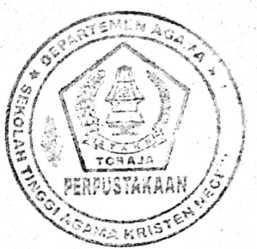 DEPARTEMEN AGAMA
TORAJA
PERPUSTAKAAN
SEKOLAH TINGGI AGAMA KRISTEN